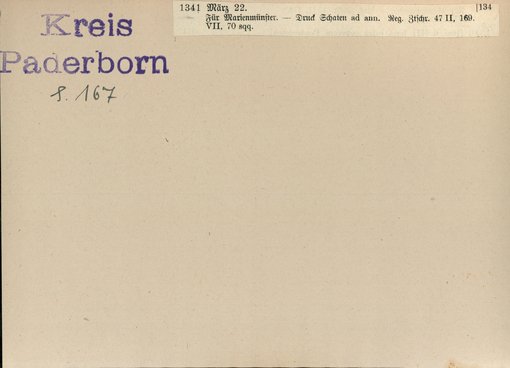 Kreis
Paderborn
S. 167
1341 März 22. [134
Für Marienmünster. — Druck Schaten ad ann. Reg. Ztschr. 47 II, 169.
VII, 70 sqq.